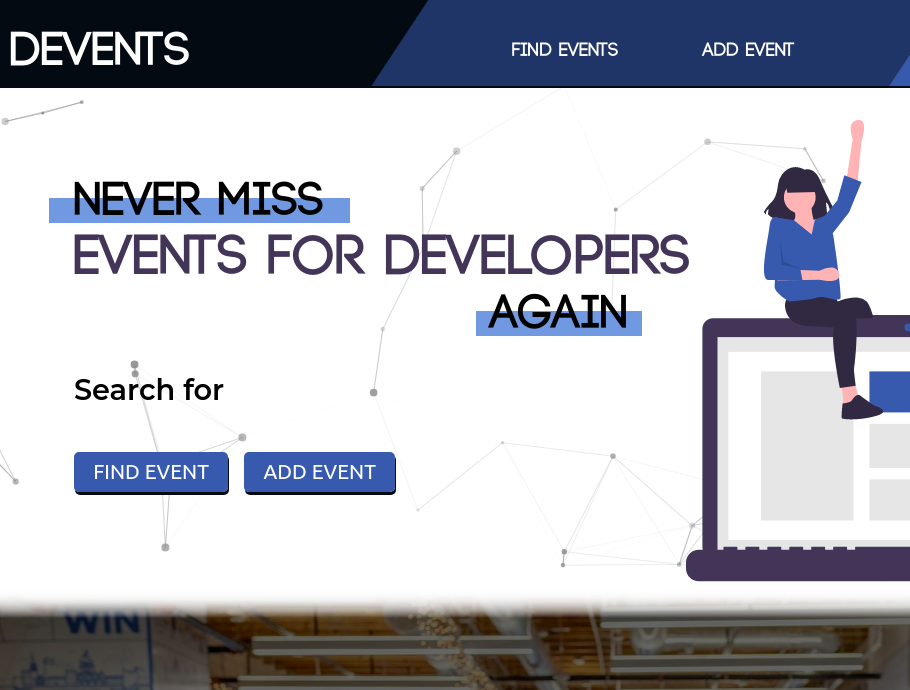 DEVENTS
FIND EVENTS
ADD EVENT
NEVER MISS
EVENTS FOR DEVELOPERS
AGAIN
Search for
FIND EVENT
ADD EVENT
WIN